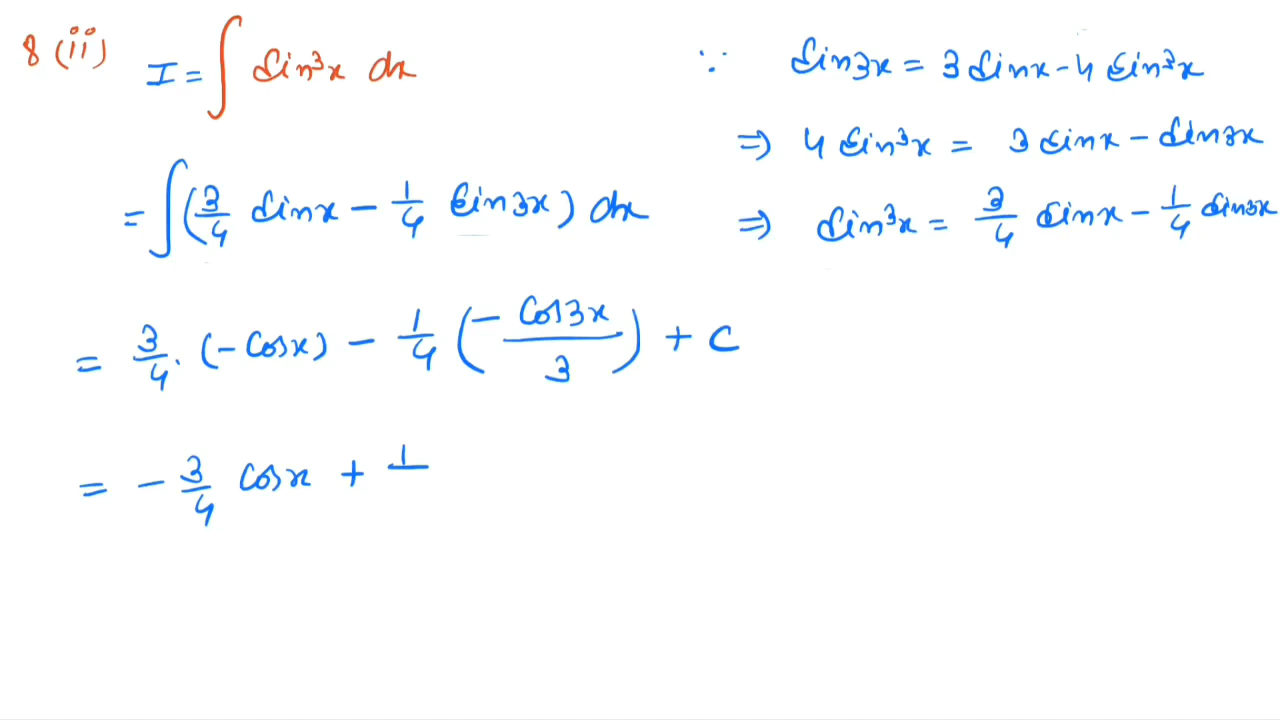 8 (ii) I = ∫ sin³x dx
= ∫ (3/4 sinx - 1/4 sin3x) dx
= 3/4 · (-cosx) - 1/4 (- cos3x/3) + C
= - 3/4 cosx + 1/
∵ sin3x = 3 sinx - 4 sin³x
⇒ 4 sin³x = 3 sinx - sin3x
⇒ sin³x = 3/4 sinx - 1/4 sin3x